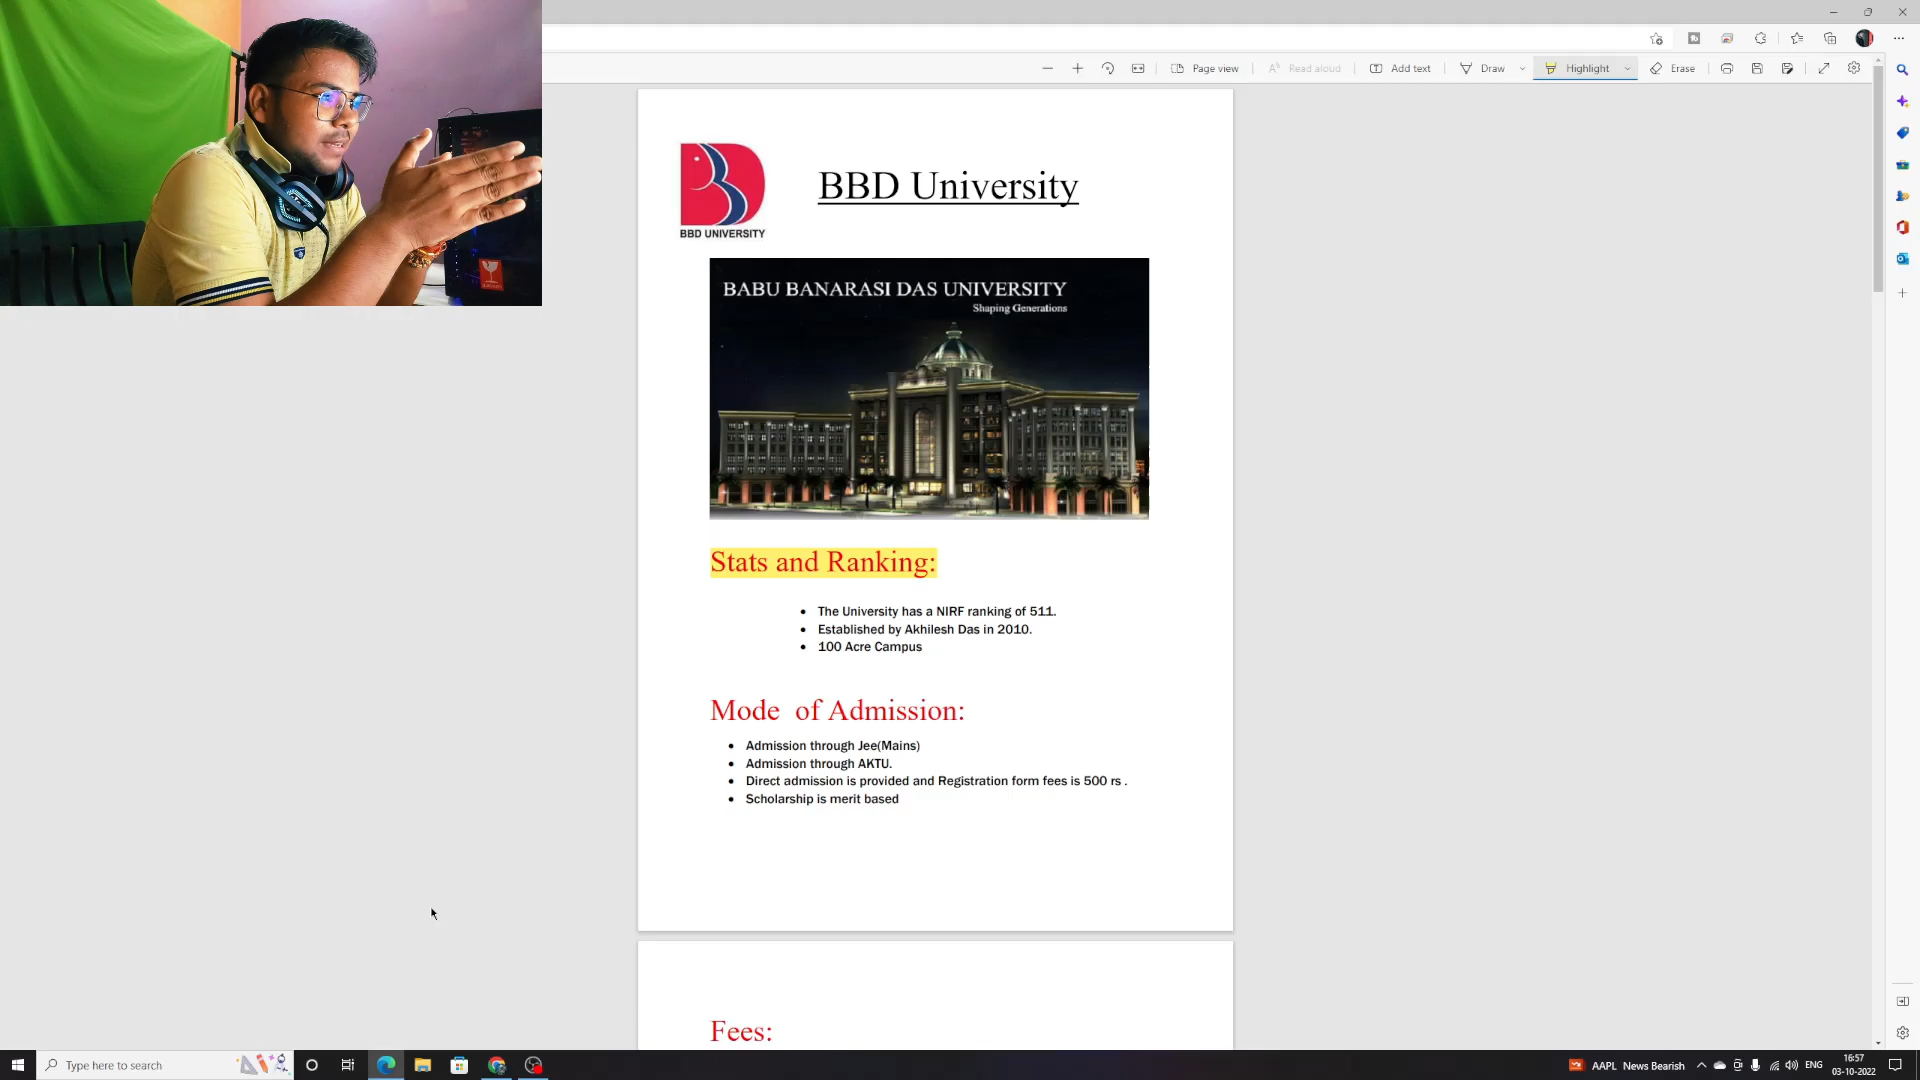 Page view
Read aloud
Add text
Draw
Highlight
Erase
BBD UNIVERSITY
BBD University
BABU BANARASI DAS UNIVERSITY
Shaping Generations
Stats and Ranking:
• The University has a NIRF ranking of 511.
• Established by Akhilesh Das in 2010.
• 100 Acre Campus
Mode of Admission:
• Admission through Jee(Mains)
• Admission through AKTU.
• Direct admission is provided and Registration form fees is 500 rs .
• Scholarship is merit based
Fees:
Type here to search
AAPL News Bearish
ENG
16:57
03-10-2022